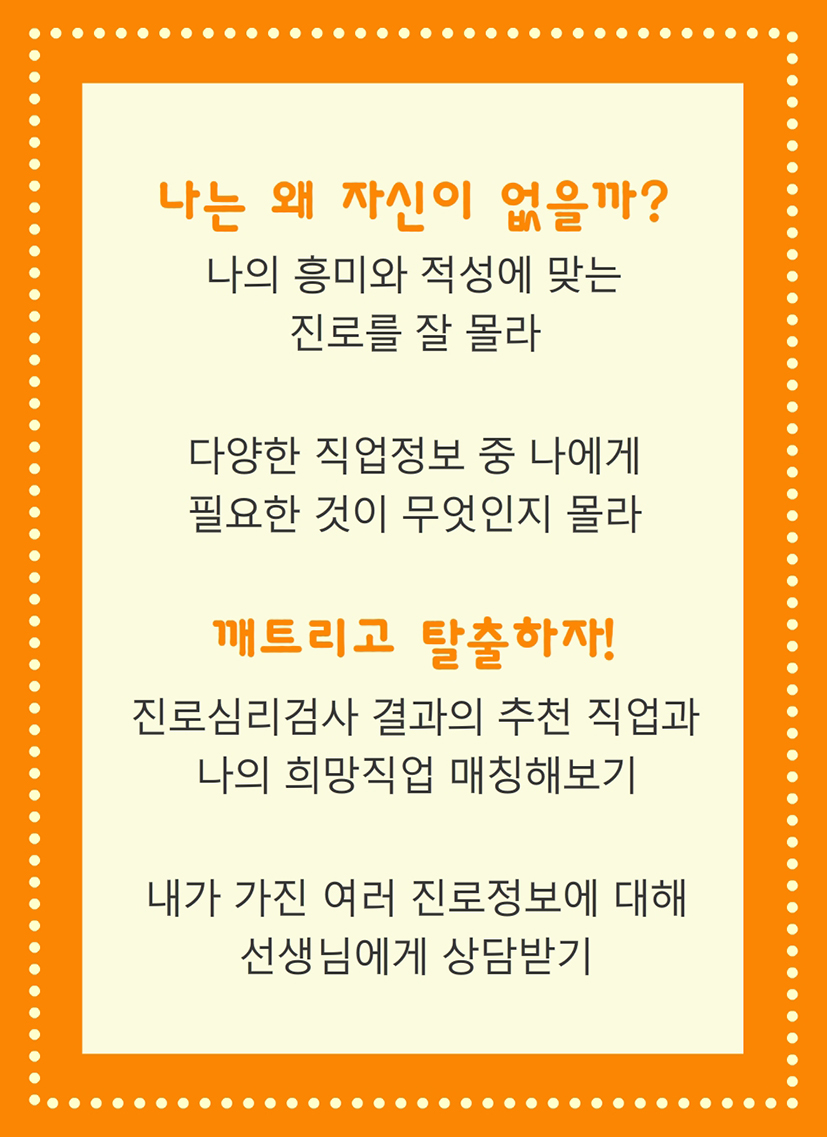 나는 왜 자신이 없을까?
나의 흥미와 적성에 맞는
진로를 잘 몰라
다양한 직업정보 중 나에게
필요한 것이 무엇인지 몰라
깨트리고 탈출하자!
진로심리검사 결과의 추천 직업과
나의 희망직업 매칭해보기
내가 가진 여러 진로정보에 대해
선생님에게 상담받기